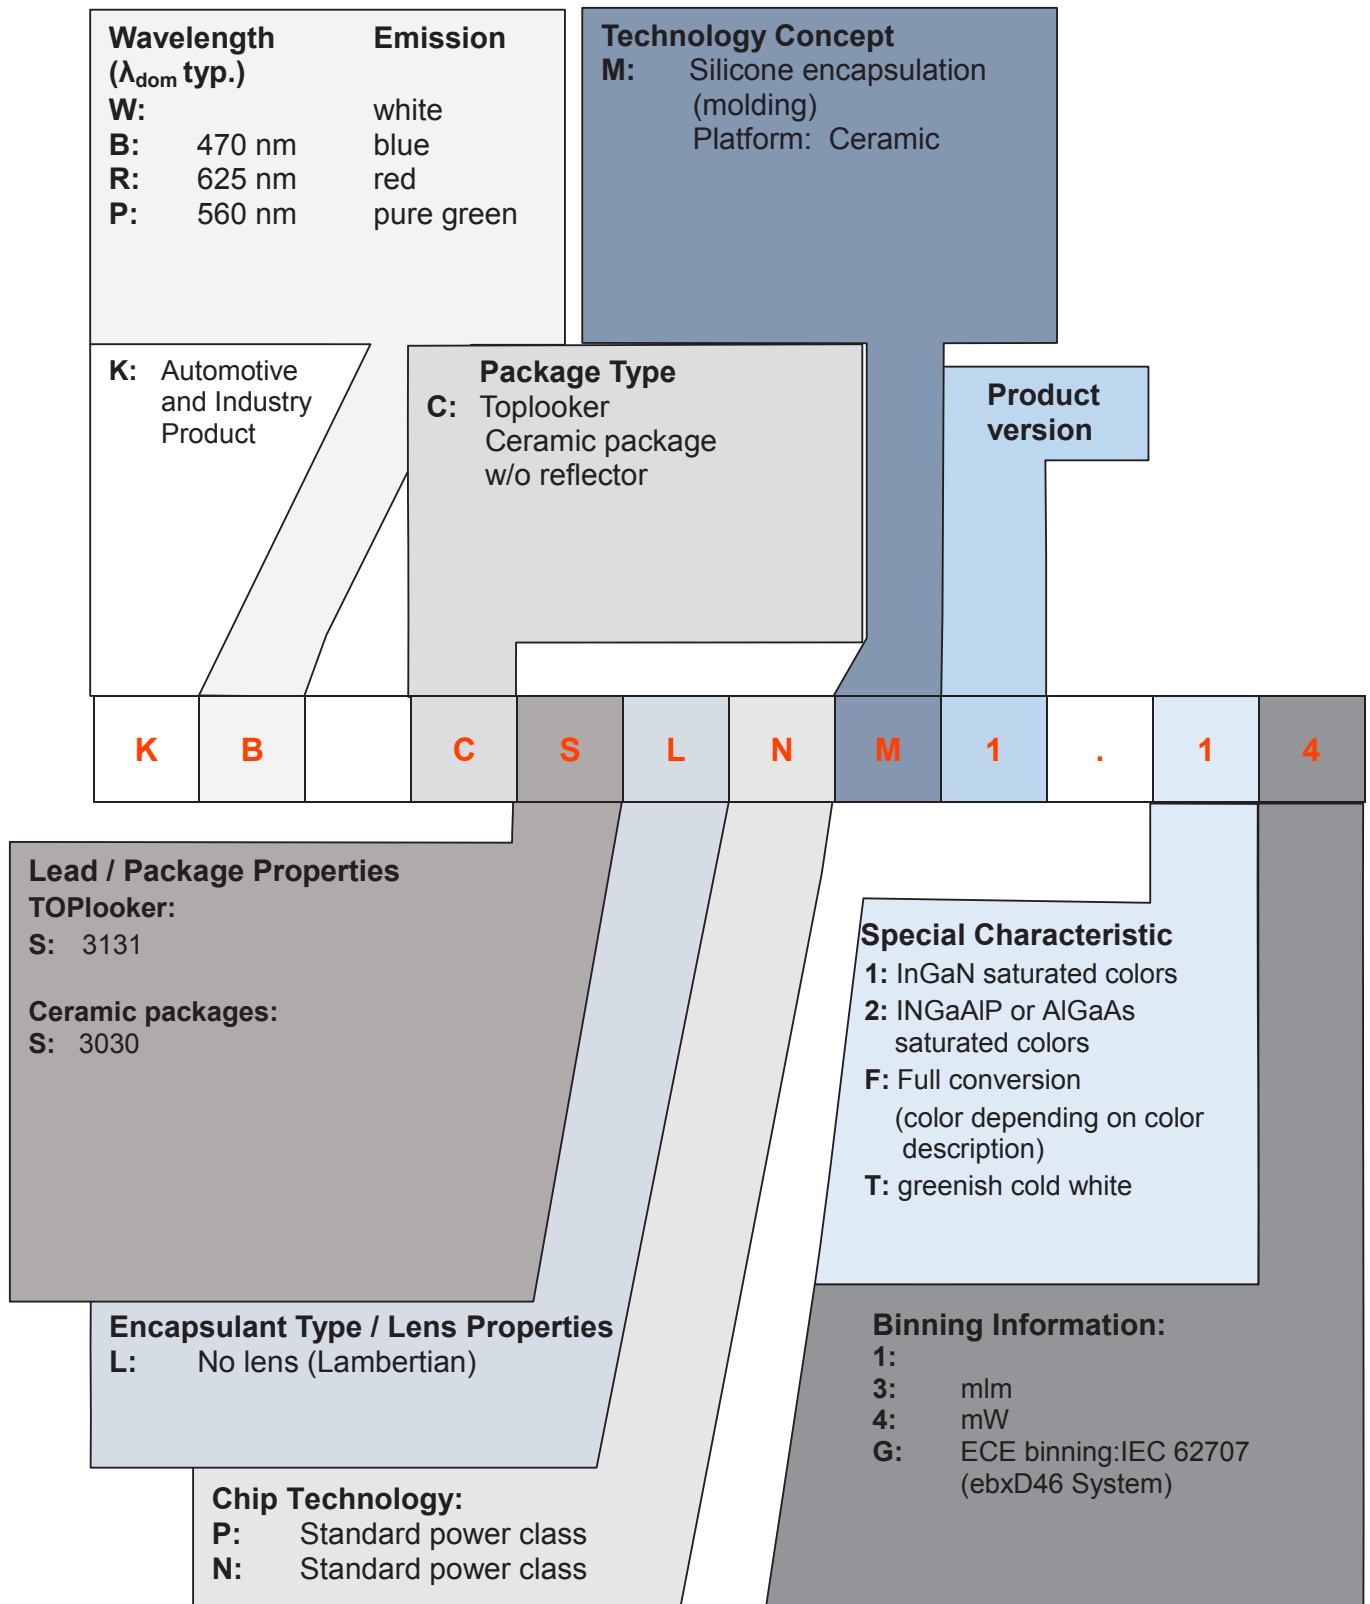 Wavelength Emission
(λdom typ.)
W: white
B: 470 nm blue
R: 625 nm red
P: 560 nm pure green
Technology Concept
M: Silicone encapsulation
(molding)
Platform: Ceramic
K: Automotive
and Industry
Product
Package Type
C: Toplooker
Ceramic package
w/o reflector
Product
version
K B C S L N M 1 . 1 4
Lead / Package Properties
TOPlooker:
S: 3131
Ceramic packages:
S: 3030
Special Characteristic
1: InGaN saturated colors
2: INGaAlP or AlGaAs
saturated colors
F: Full conversion
(color depending on color
description)
T: greenish cold white
Encapsulant Type / Lens Properties
L: No lens (Lambertian)
Binning Information:
1:
3: mlm
4: mW
G: ECE binning:IEC 62707
(ebxD46 System)
Chip Technology:
P: Standard power class
N: Standard power class